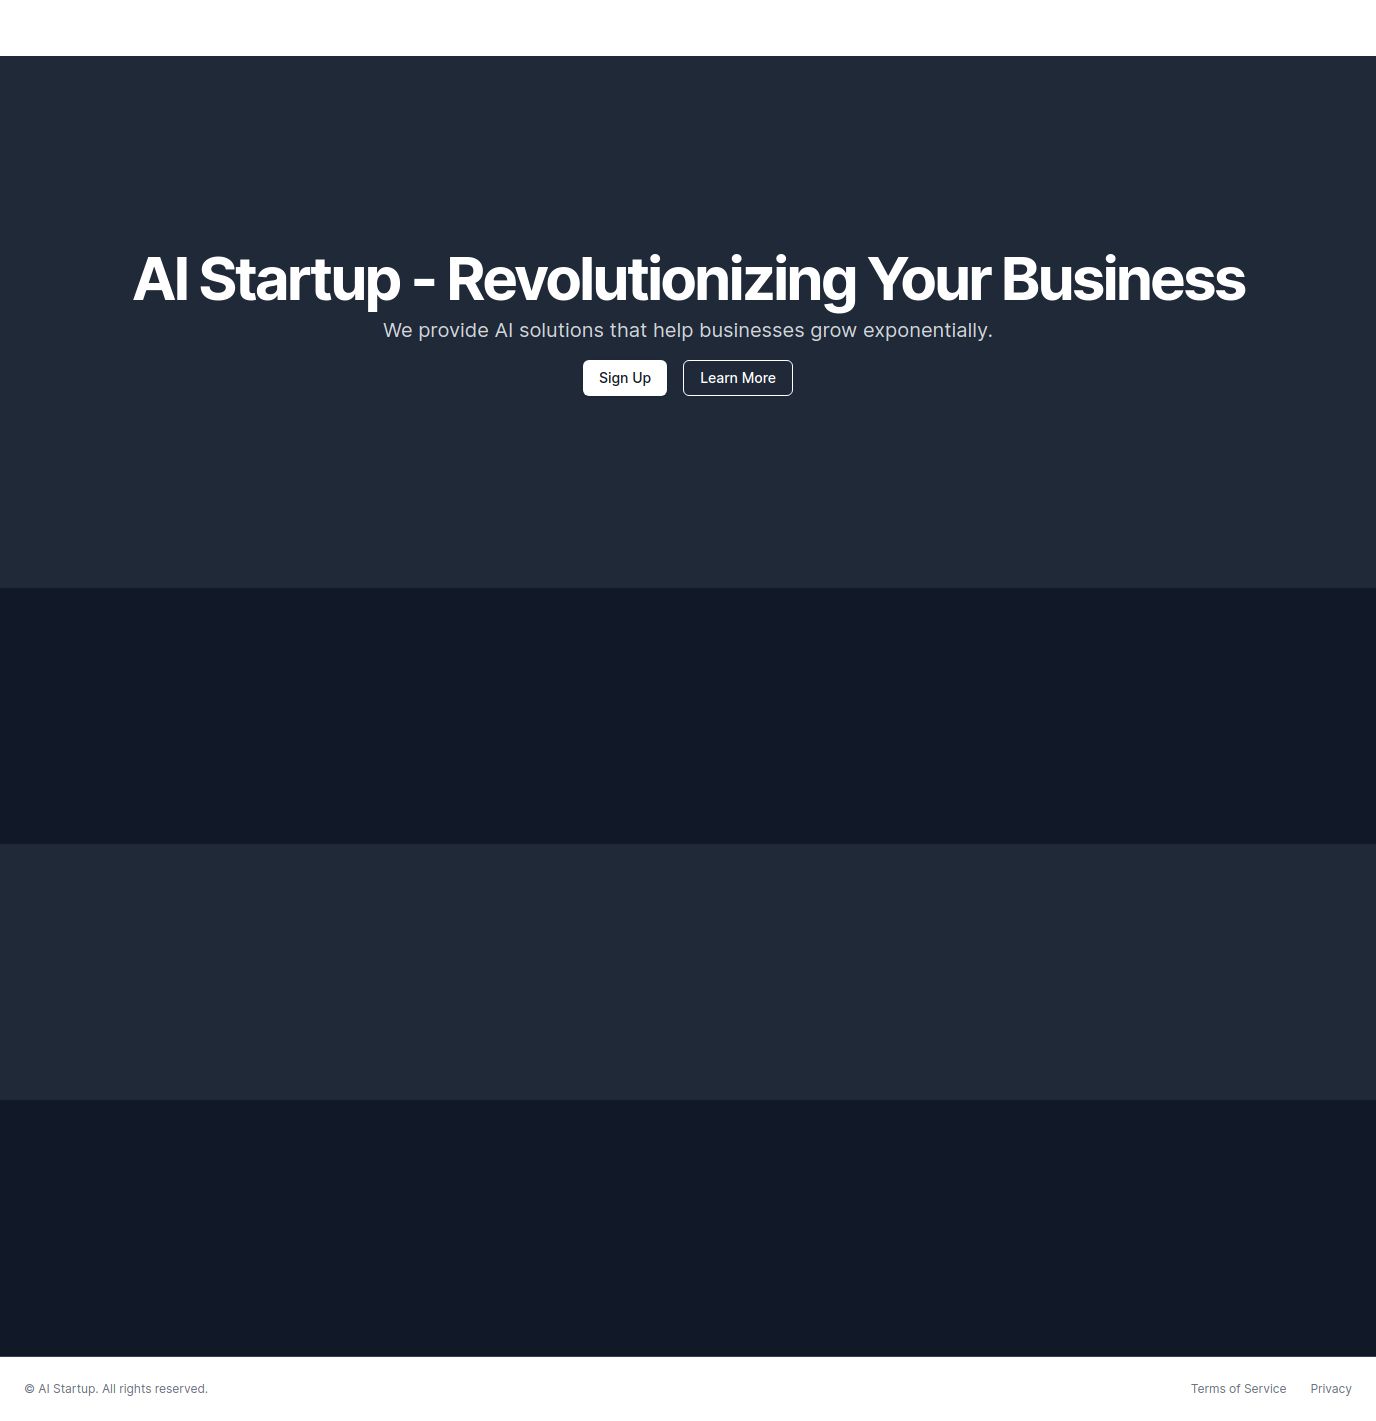 AI Startup - Revolutionizing Your Business
We provide AI solutions that help businesses grow exponentially.
Sign Up
Learn More
© AI Startup. All rights reserved.
Terms of Service
Privacy